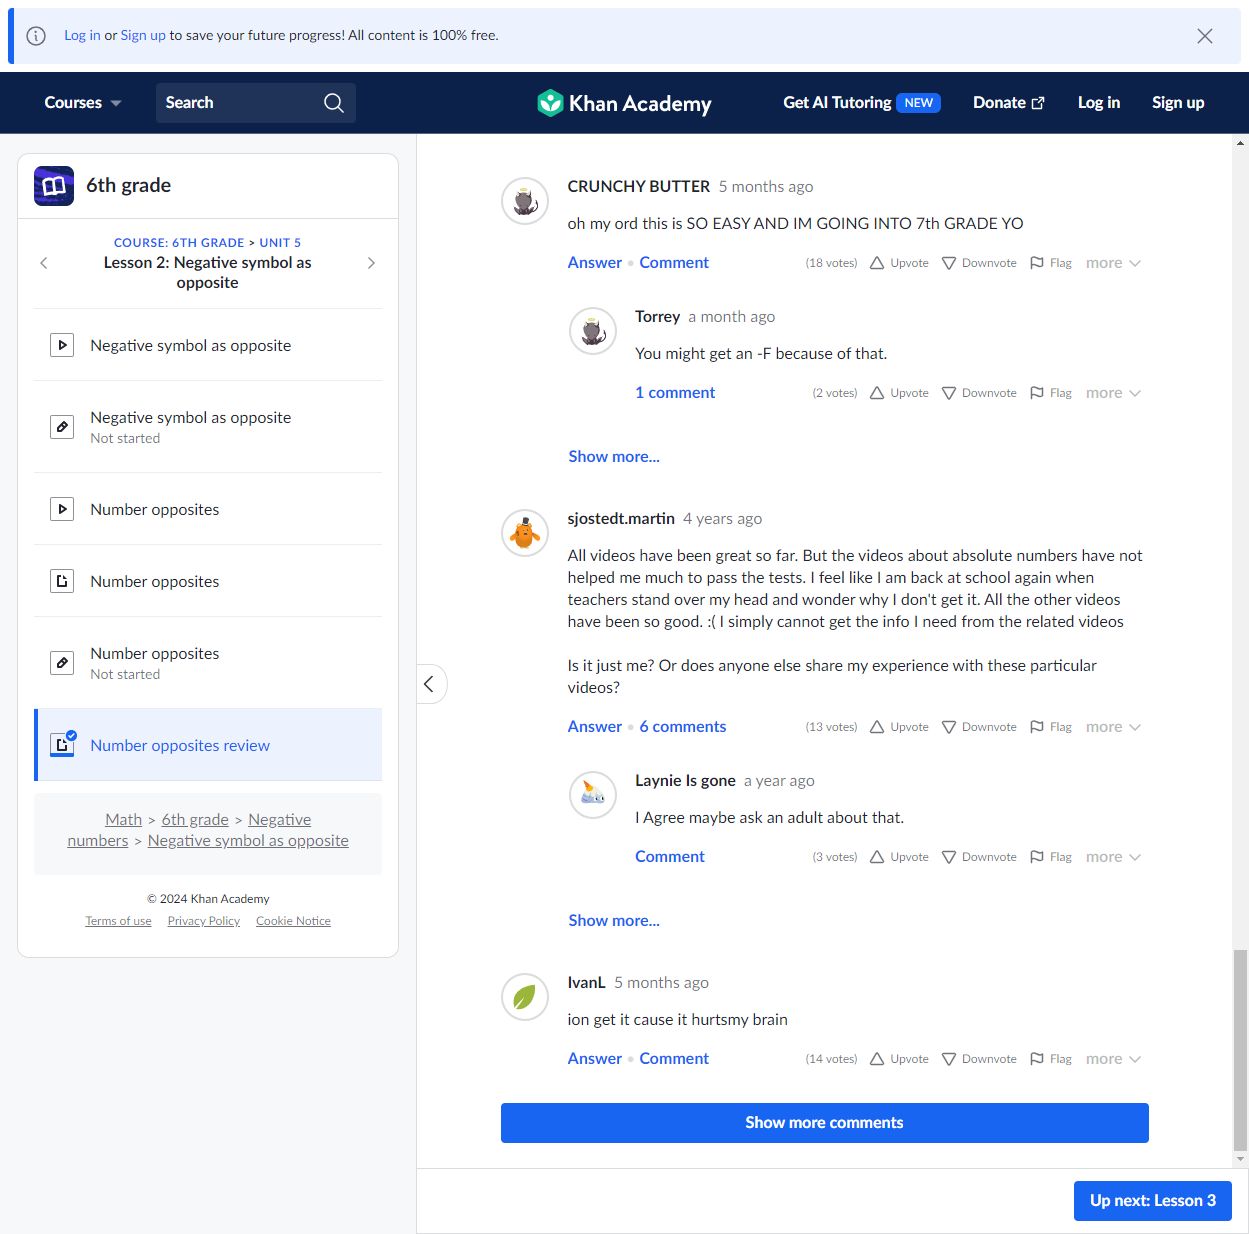 Log in or Sign up to save your future progress! All content is 100% free.
Courses
Search
Khan Academy
Get AI Tutoring NEW
Donate
Log in
Sign up
6th grade
COURSE: 6TH GRADE > UNIT 5
Lesson 2: Negative symbol as
opposite
Negative symbol as opposite
Negative symbol as opposite
Not started
Number opposites
Number opposites
Number opposites
Not started
Number opposites review
Math > 6th grade > Negative
numbers > Negative symbol as opposite
© 2024 Khan Academy
Terms of use Privacy Policy Cookie Notice
CRUNCHY BUTTER 5 months ago
oh my ord this is SO EASY AND IM GOING INTO 7th GRADE YO
Answer • Comment (18 votes) Upvote Downvote Flag more
Torrey a month ago
You might get an -F because of that.
1 comment (2 votes) Upvote Downvote Flag more
Show more...
sjostedt.martin 4 years ago
All videos have been great so far. But the videos about absolute numbers have not
helped me much to pass the tests. I feel like I am back at school again when
teachers stand over my head and wonder why I don't get it. All the other videos
have been so good. :( I simply cannot get the info I need from the related videos
Is it just me? Or does anyone else share my experience with these particular
videos?
Answer • 6 comments (13 votes) Upvote Downvote Flag more
Laynie Is gone a year ago
I Agree maybe ask an adult about that.
Comment (3 votes) Upvote Downvote Flag more
Show more...
IvanL 5 months ago
ion get it cause it hurtsmy brain
Answer • Comment (14 votes) Upvote Downvote Flag more
Show more comments
Up next: Lesson 3